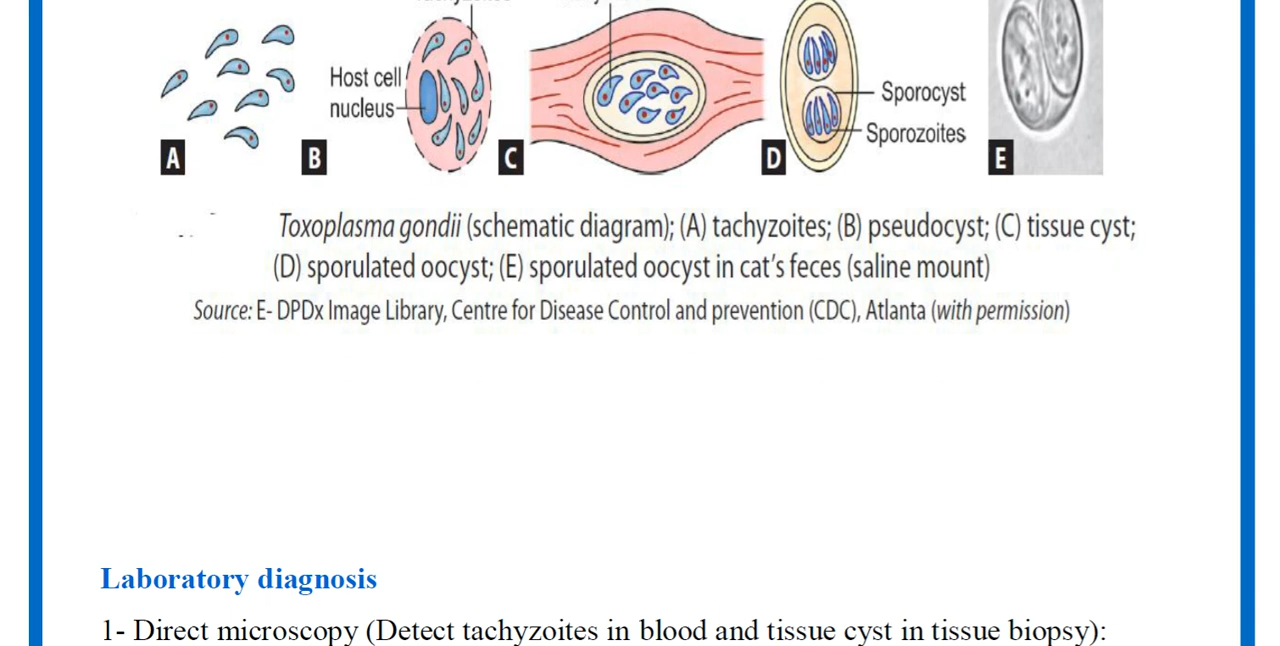 Host cell
nucleus
Sporocyst
Sporozoites
A
B
C
D
E
Toxoplasma gondii (schematic diagram); (A) tachyzoites; (B) pseudocyst; (C) tissue cyst;
(D) sporulated oocyst; (E) sporulated oocyst in cat's feces (saline mount)
Source: E- DPDx Image Library, Centre for Disease Control and prevention (CDC), Atlanta (with permission)
Laboratory diagnosis
1- Direct microscopy (Detect tachyzoites in blood and tissue cyst in tissue biopsy):